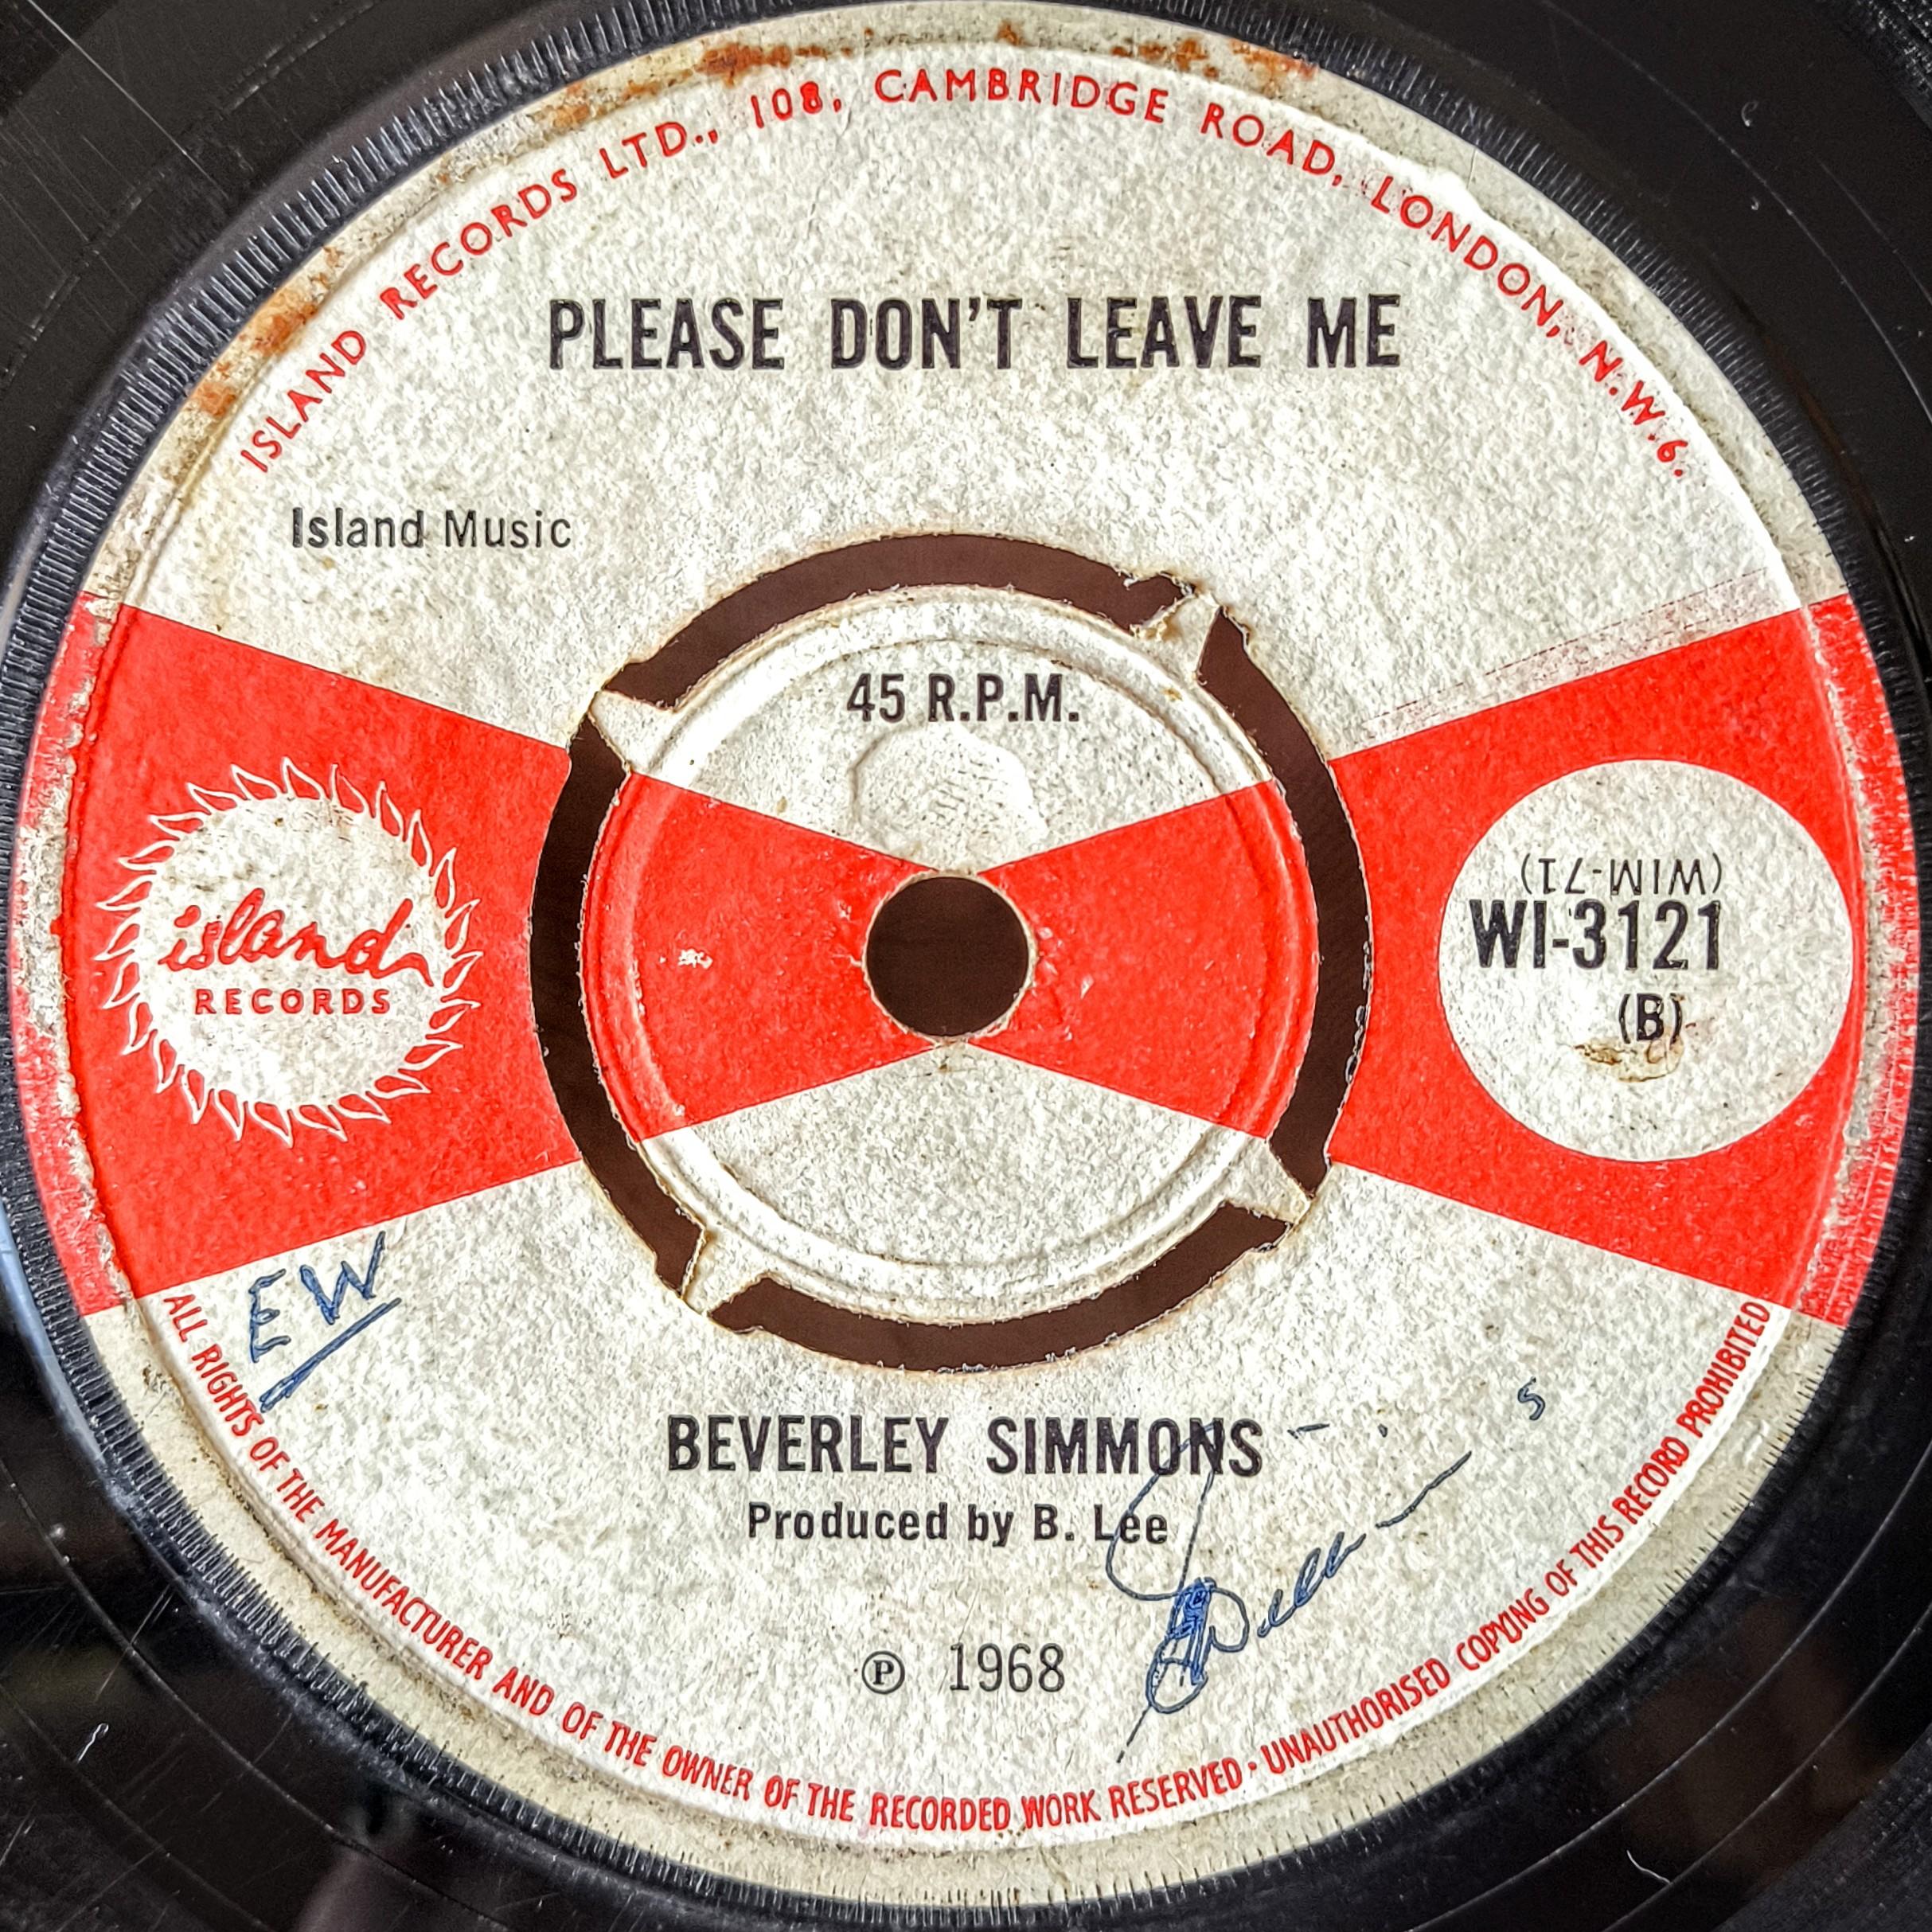 ISLAND RECORDS LTD., 108, CAMBRIDGE ROAD, LONDON, N.W.6.
PLEASE DON'T LEAVE ME
Island Music
45 R.P.M.
island
RECORDS
(WIM-71)
WI-3121
(B)
EW
BEVERLEY SIMMONS
Produced by B. Lee
℗ 1968
ALL RIGHTS OF THE MANUFACTURER AND OF THE OWNER OF THE RECORDED WORK RESERVED · UNAUTHORISED COPYING OF THIS RECORD PROHIBITED